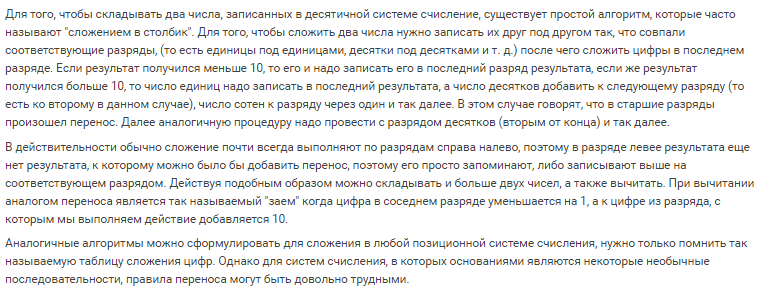 Для того, чтобы складывать два числа, записанных в десятичной системе счисление, существует простой алгоритм, которые часто
называют "сложением в столбик". Для того, чтобы сложить два числа нужно записать их друг под другом так, что совпали
соответствующие разряды, (то есть единицы под единицами, десятки под десятками и т. д.) после чего сложить цифры в последнем
разряде. Если результат получился меньше 10, то его и надо записать его в последний разряд результата, если же результат
получился больше 10, то число единиц надо записать в последний результата, а число десятков добавить к следующему разряду (то
есть ко второму в данном случае), число сотен к разряду через один и так далее. В этом случае говорят, что в старшие разряды
произошел перенос. Далее аналогичную процедуру надо провести с разрядом десятков (вторым от конца) и так далее.
В действительности обычно сложение почти всегда выполняют по разрядам справа налево, поэтому в разряде левее результата еще
нет результата, к которому можно было бы добавить перенос, поэтому его просто запоминают, либо записывают выше на
соответствующем разрядом. Действуя подобным образом можно складывать и больше двух чисел, а также вычитать. При вычитании
аналогом переноса является так называемый "заем" когда цифра в соседнем разряде уменьшается на 1, а к цифре из разряда, с
которым мы выполняем действие добавляется 10.
Аналогичные алгоритмы можно сформулировать для сложения в любой позиционной системе счисления, нужно только помнить так
называемую таблицу сложения цифр. Однако для систем счисления, в которых основаниями являются некоторые необычные
последовательности, правила переноса могут быть довольно трудными.